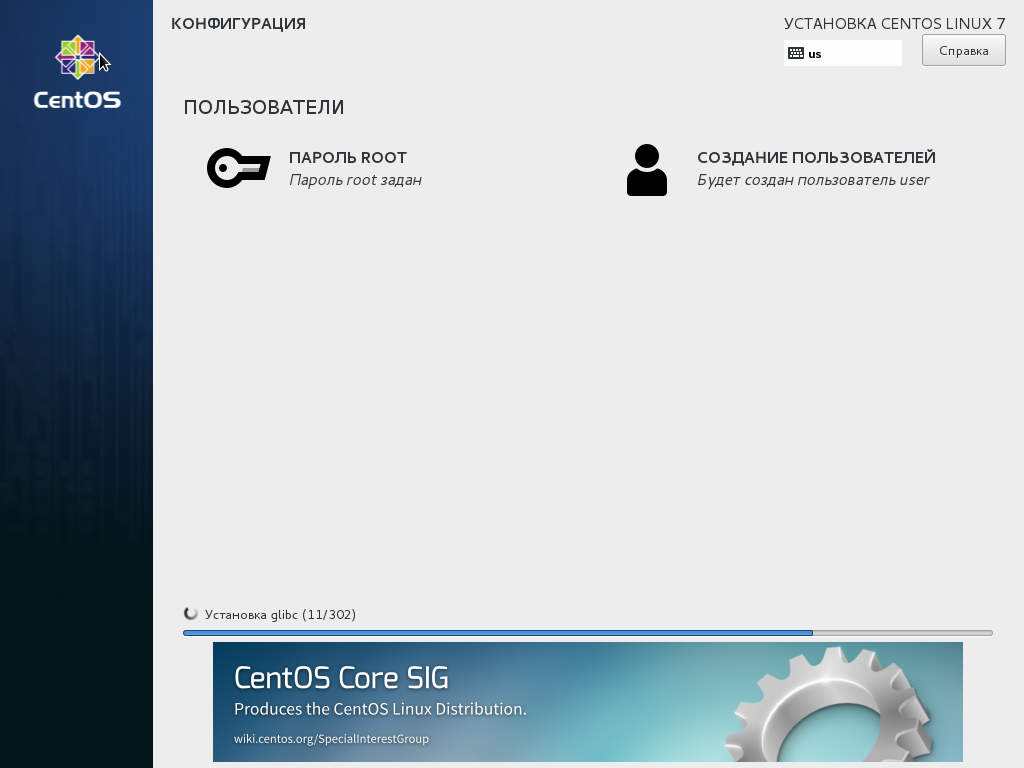 КОНФИГУРАЦИЯ
УСТАНОВКА CENTOS LINUX 7
us
Справка
CentOS
ПОЛЬЗОВАТЕЛИ
ПАРОЛЬ ROOT
Пароль root задан
СОЗДАНИЕ ПОЛЬЗОВАТЕЛЕЙ
Будет создан пользователь user
Установка glibc (11/302)
CentOS Core SIG
Produces the CentOS Linux Distribution.
wiki.centos.org/SpecialInterestGroup